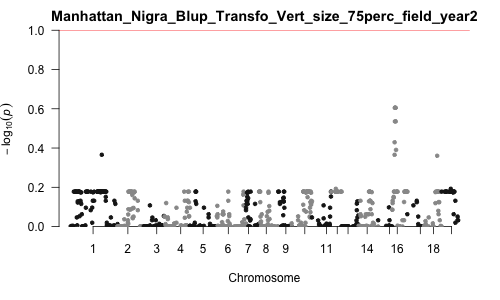 Manhattan_Nigra_Blup_Transfo_Vert_size_75perc_field_year2
1.0
0.8
0.6
0.4
0.2
0.0
− log10(p)
1 2 3 4 5 6 7 8 9 11 14 16 18
Chromosome